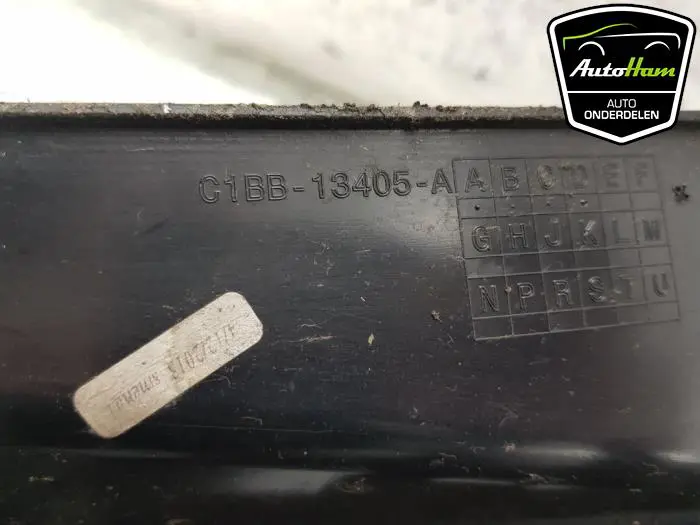 AutoHam
AUTO
ONDERDELEN
C1BB-13405-A
A B C D E F
G H J K L M
N P R S T U